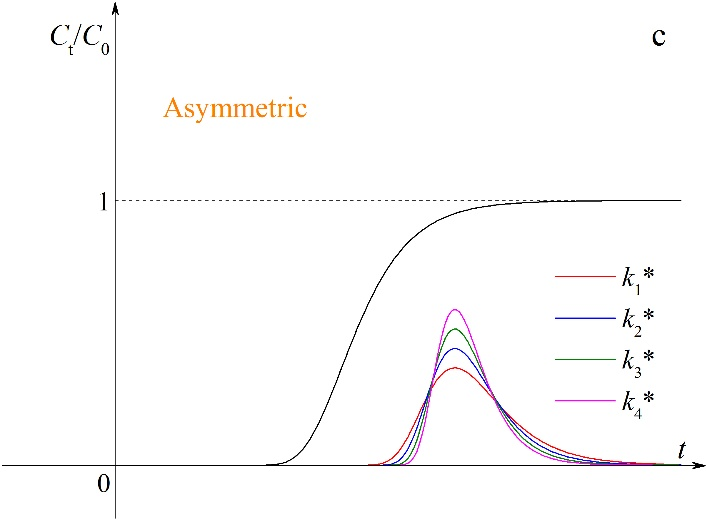 Ct/C0
c
Asymmetric
1
k1*
k2*
k3*
k4*
t
0